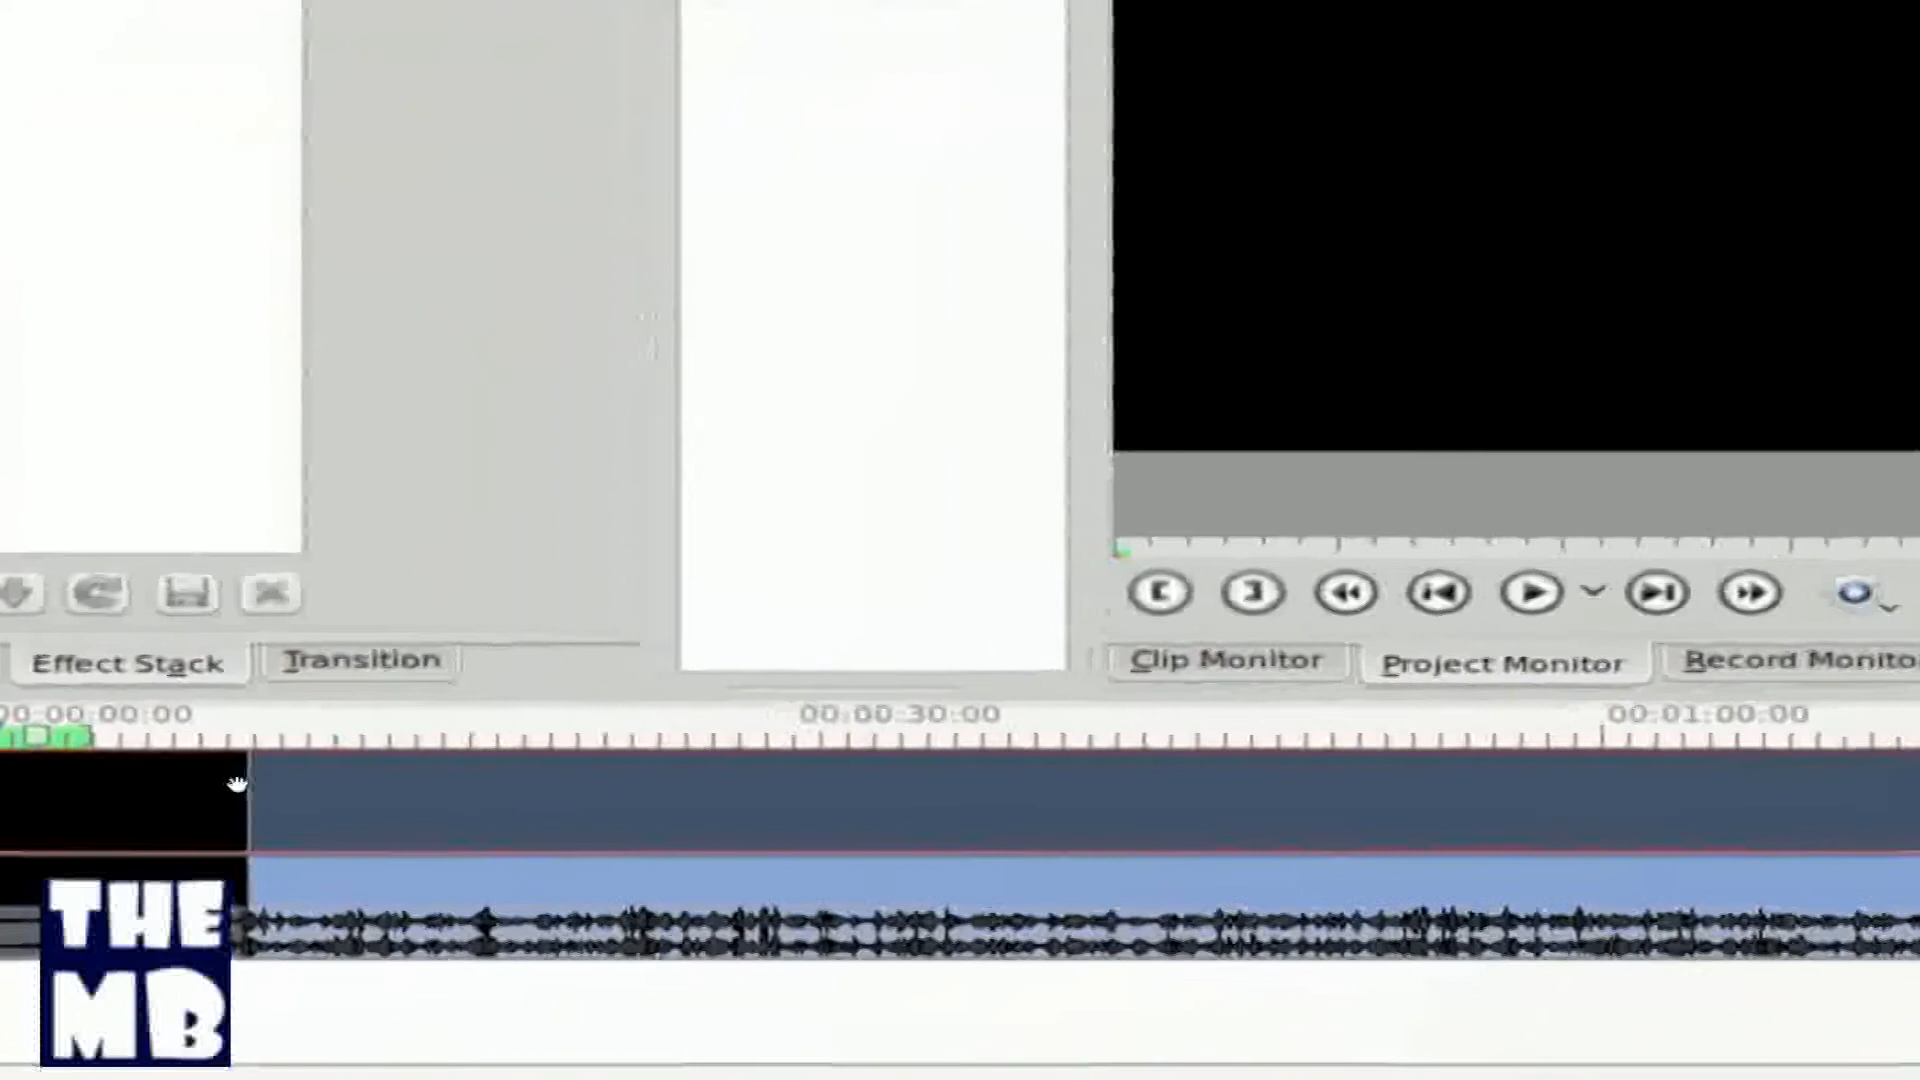 Effect Stack
Transition
Clip Monitor
Project Monitor
Record Monito
00:00:00:00
00:00:30:00
00:01:00:00
THE
MB